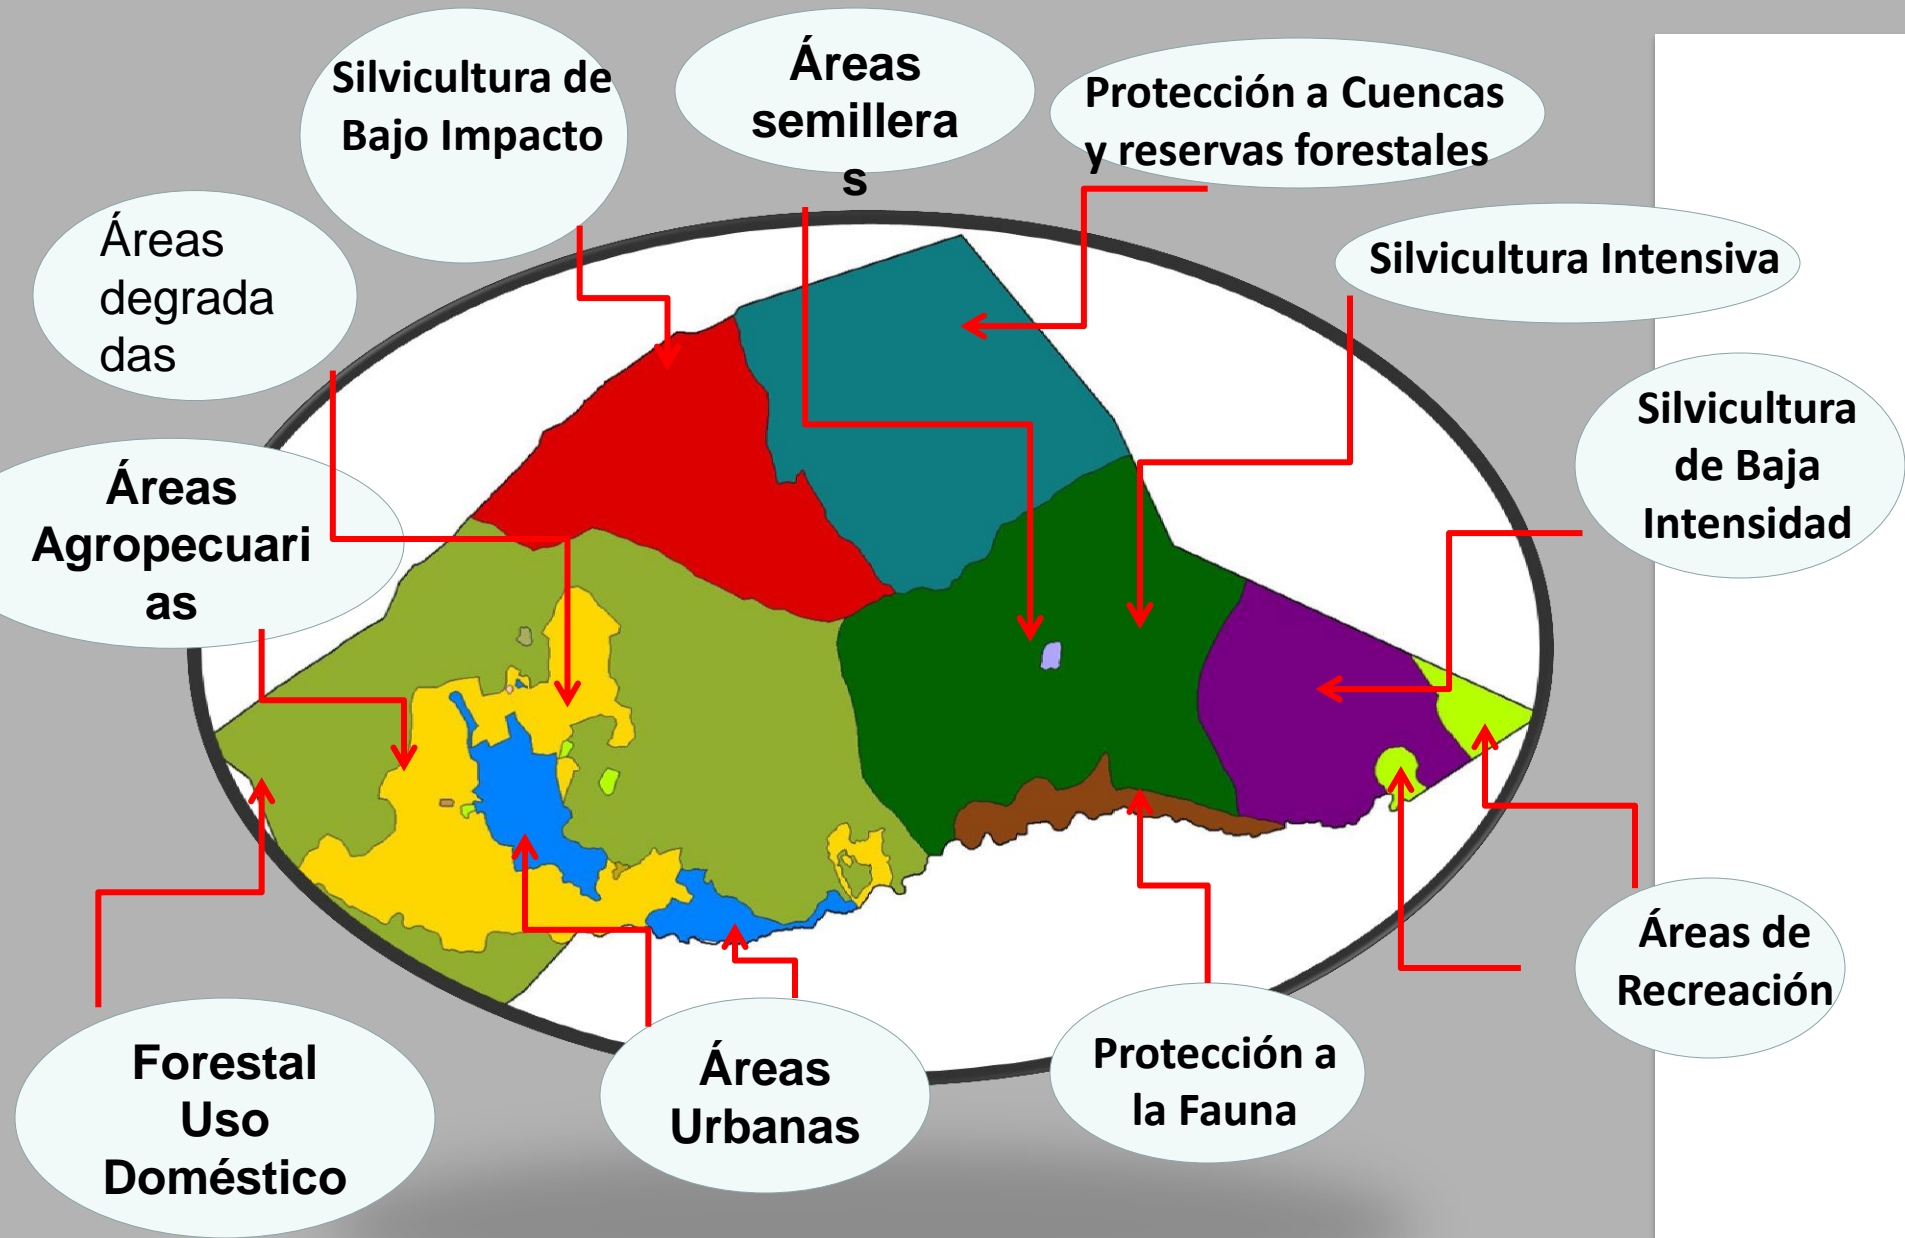 Silvicultura de
Bajo Impacto
Áreas
semillera
s
Protección a Cuencas
y reservas forestales
Áreas
degrada
das
Silvicultura Intensiva
Silvicultura
de Baja
Intensidad
Áreas
Agropecuari
as
Áreas de
Recreación
Forestal
Uso
Doméstico
Áreas
Urbanas
Protección a
la Fauna